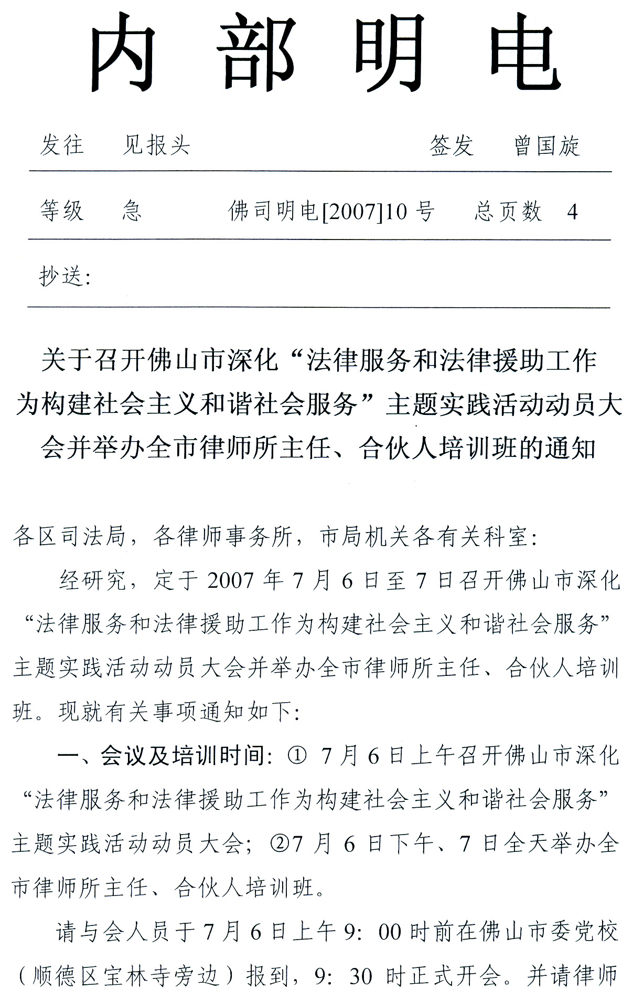 内部明电
发往 见报头 签发 曾国旋
等级 急 佛司明电[2007]10 号 总页数 4
抄送:
关于召开佛山市深化“法律服务和法律援助工作
为构建社会主义和谐社会服务”主题实践活动动员大
会并举办全市律师所主任、合伙人培训班的通知
各区司法局，各律师事务所，市局机关各有关科室：
经研究，定于 2007 年 7 月 6 日至 7 日召开佛山市深化
“法律服务和法律援助工作为构建社会主义和谐社会服务”
主题实践活动动员大会并举办全市律师所主任、合伙人培训
班。现就有关事项通知如下：
一、会议及培训时间：① 7 月 6 日上午召开佛山市深化
“法律服务和法律援助工作为构建社会主义和谐社会服务”
主题实践活动动员大会；②7 月 6 日下午、7 日全天举办全
市律师所主任、合伙人培训班。
请与会人员于 7 月 6 日上午 9：00 时前在佛山市委党校
（顺德区宝林寺旁边）报到，9：30 时正式开会。并请律师